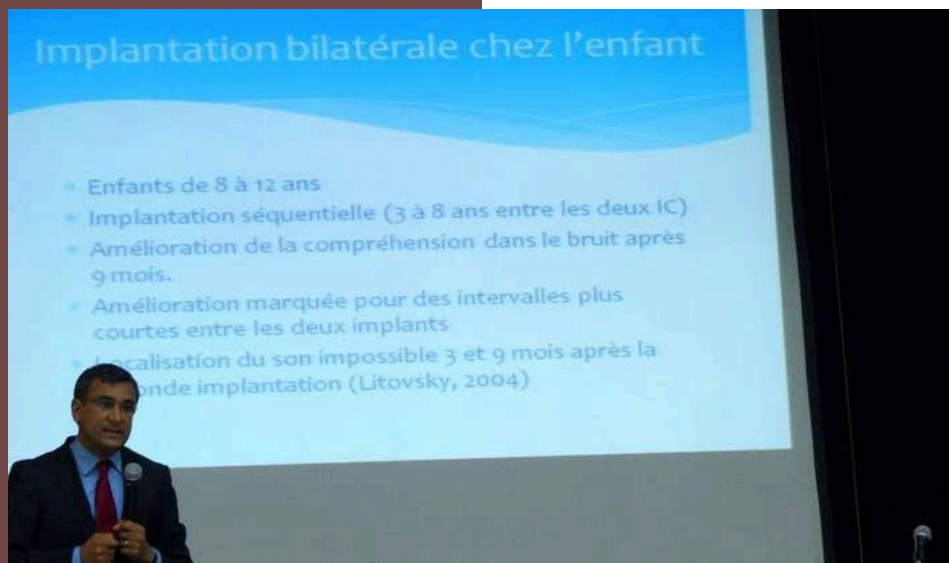 Implantation bilatérale chez l'enfant
Enfants de 8 à 12 ans
Implantation séquentielle (3 à 8 ans entre les deux IC)
Amélioration de la compréhension dans le bruit après
9 mois.
Amélioration marquée pour des intervalles plus
courtes entre les deux implants
Localisation du son impossible 3 et 9 mois après la
onde implantation (Litovsky, 2004)